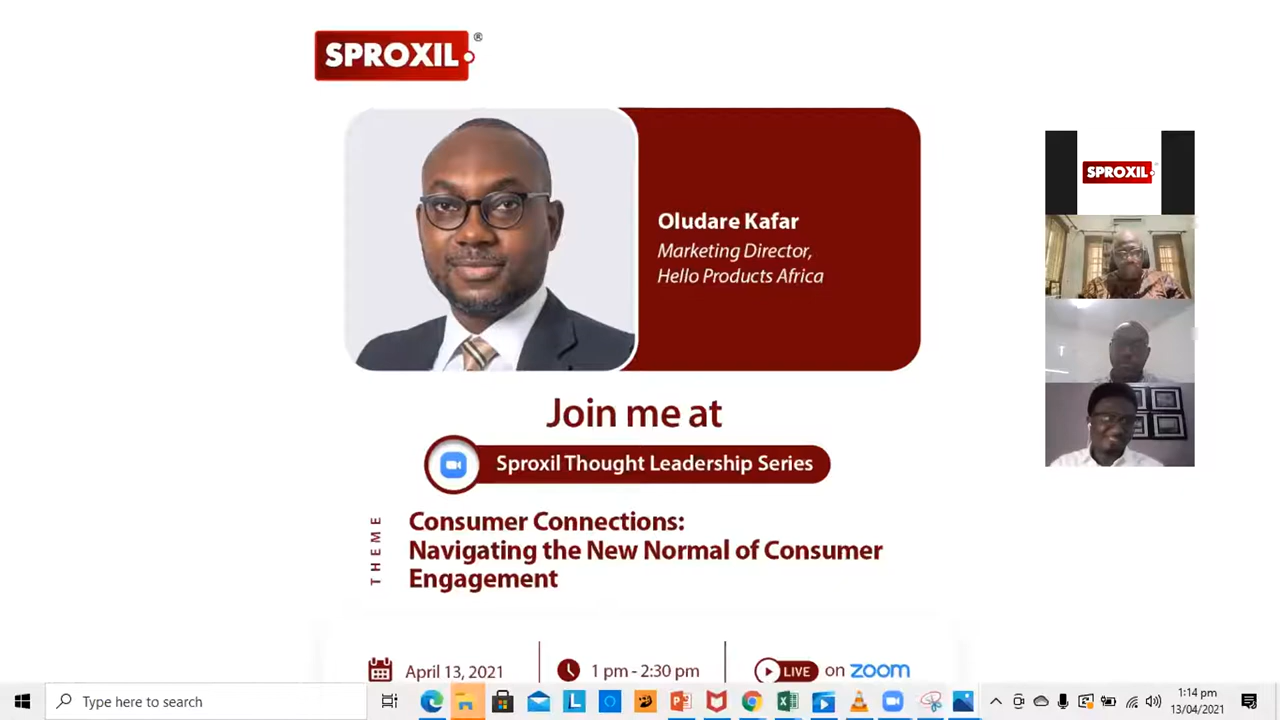 SPROXIL®
Oludare Kafar
Marketing Director,
Hello Products Africa
SPROXIL
Join me at
Sproxil Thought Leadership Series
THEME
Consumer Connections:
Navigating the New Normal of Consumer
Engagement
April 13, 2021
1 pm - 2:30 pm
LIVE on zoom
Type here to search
1:14 pm
13/04/2021